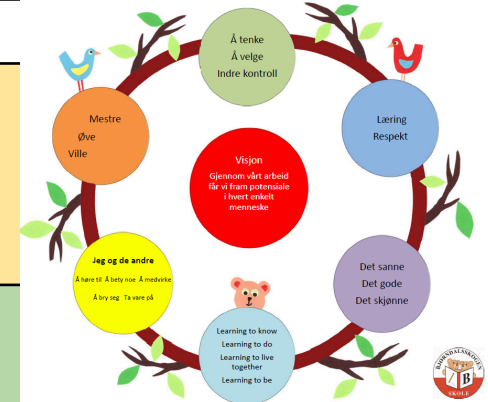 Å tenke
Å velge
Indre kontroll
Mestre
Øve
Ville
Læring
Respekt
Visjon
Gjennom vårt arbeid
får vi fram potensiale
i hvert enkelt
menneske
Jeg og de andre
Å høre til Å bety noe Å medvirke
Å bry seg Ta vare på
Det sanne
Det gode
Det skjønne
Learning to know
Learning to do
Learning to live
together
Learning to be
BJØRNDALSSKOGEN
B
SKOLE